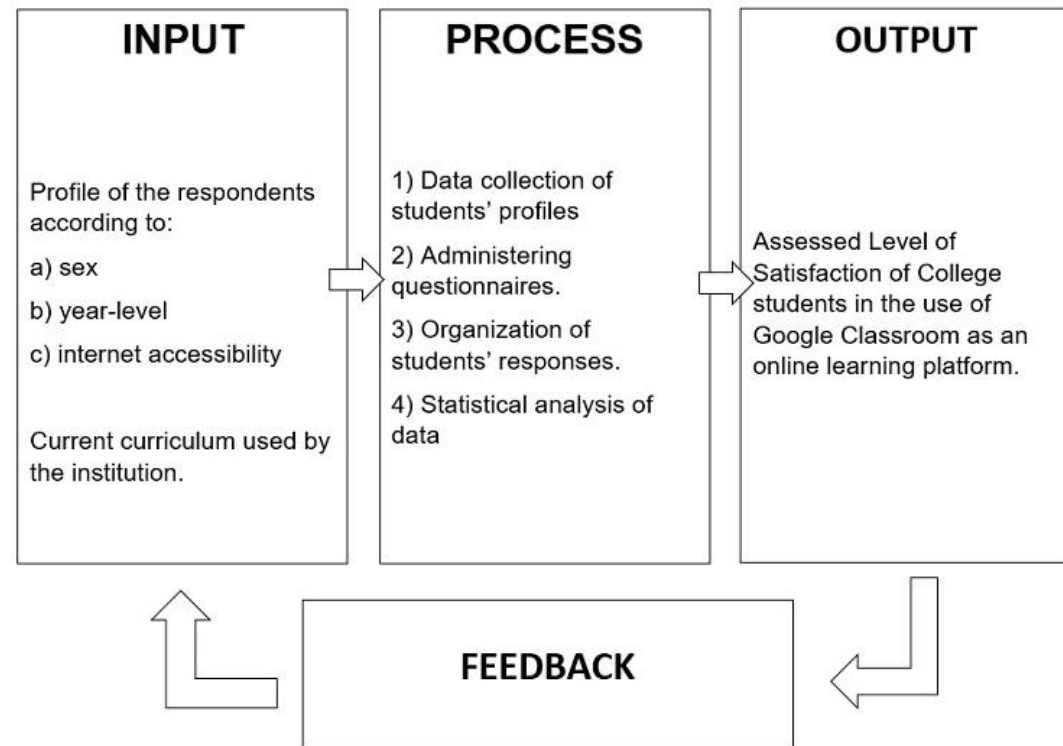 INPUT
Profile of the respondents
according to:
a) sex
b) year-level
c) internet accessibility
Current curriculum used by
the institution.
PROCESS
1) Data collection of
students’ profiles
2) Administering
questionnaires.
3) Organization of
students’ responses.
4) Statistical analysis of
data
OUTPUT
Assessed Level of
Satisfaction of College
students in the use of
Google Classroom as an
online learning platform.
FEEDBACK